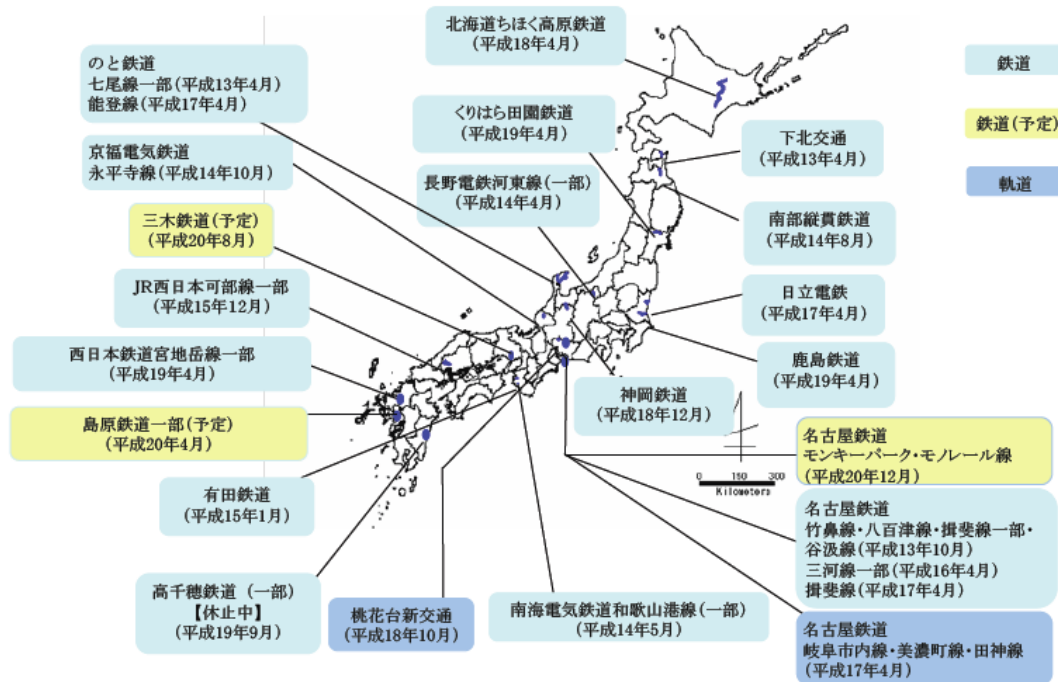 北海道ちほく高原鉄道
(平成18年4月)
のと鉄道
七尾線一部(平成13年4月)
能登線(平成17年4月)
鉄道
くりはら田園鉄道
(平成19年4月)
鉄道(予定)
下北交通
(平成13年4月)
京福電気鉄道
永平寺線(平成14年10月)
長野電鉄河東線(一部)
(平成14年4月)
軌道
三木鉄道(予定)
(平成20年8月)
南部縦貫鉄道
(平成14年8月)
JR西日本可部線一部
(平成15年12月)
日立電鉄
(平成17年4月)
西日本鉄道宮地岳線一部
(平成19年4月)
鹿島鉄道
(平成19年4月)
神岡鉄道
(平成18年12月)
島原鉄道一部(予定)
(平成20年4月)
名古屋鉄道
モンキーパーク・モノレール線
(平成20年12月)
0 150 300
Kilometers
有田鉄道
(平成15年1月)
名古屋鉄道
竹鼻線・八百津線・揖斐線一部・
谷汲線(平成13年10月)
三河線一部(平成16年4月)
揖斐線(平成17年4月)
高千穂鉄道 (一部)
【休止中】
(平成19年9月)
桃花台新交通
(平成18年10月)
南海電気鉄道和歌山港線(一部)
(平成14年5月)
名古屋鉄道
岐阜市内線・美濃町線・田神線
(平成17年4月)